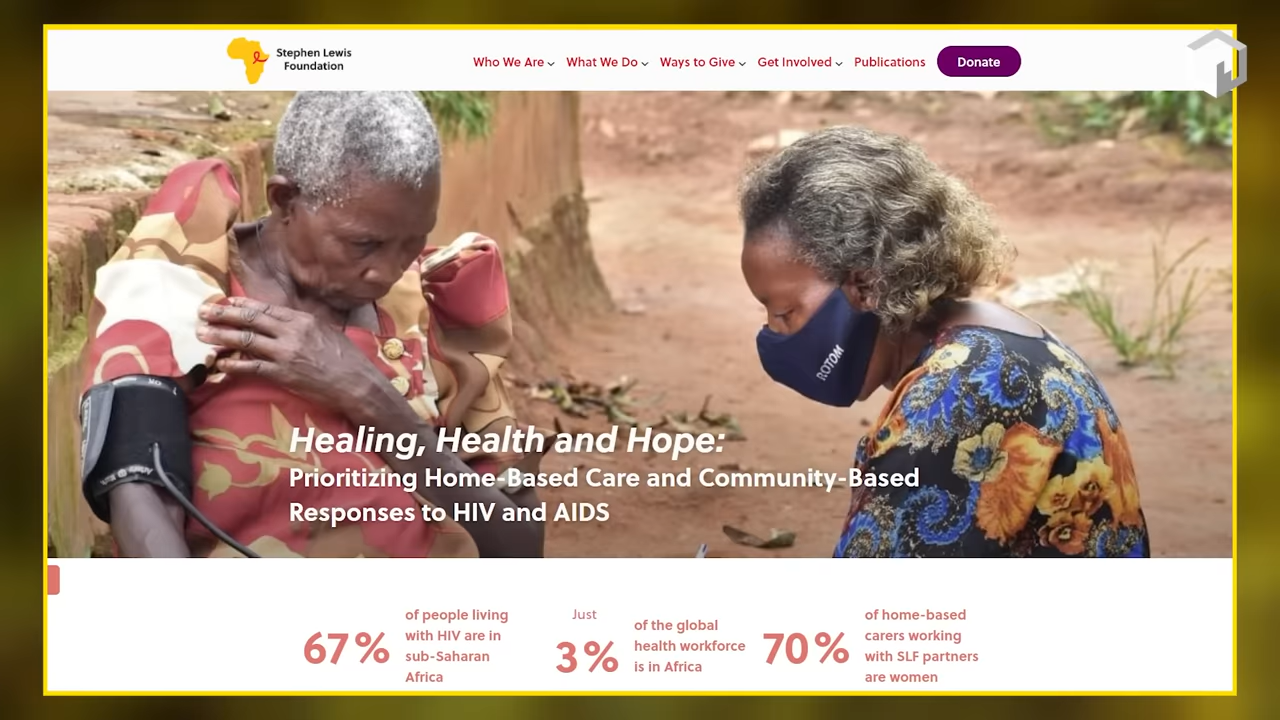 Stephen Lewis
Foundation
Who We Are
What We Do
Ways to Give
Get Involved
Publications
Donate
ROTOM
Healing, Health and Hope:
Prioritizing Home-Based Care and Community-Based
Responses to HIV and AIDS
67%
of people living
with HIV are in
sub-Saharan
Africa
Just
3%
of the global
health workforce
is in Africa
70%
of home-based
carers working
with SLF partners
are women